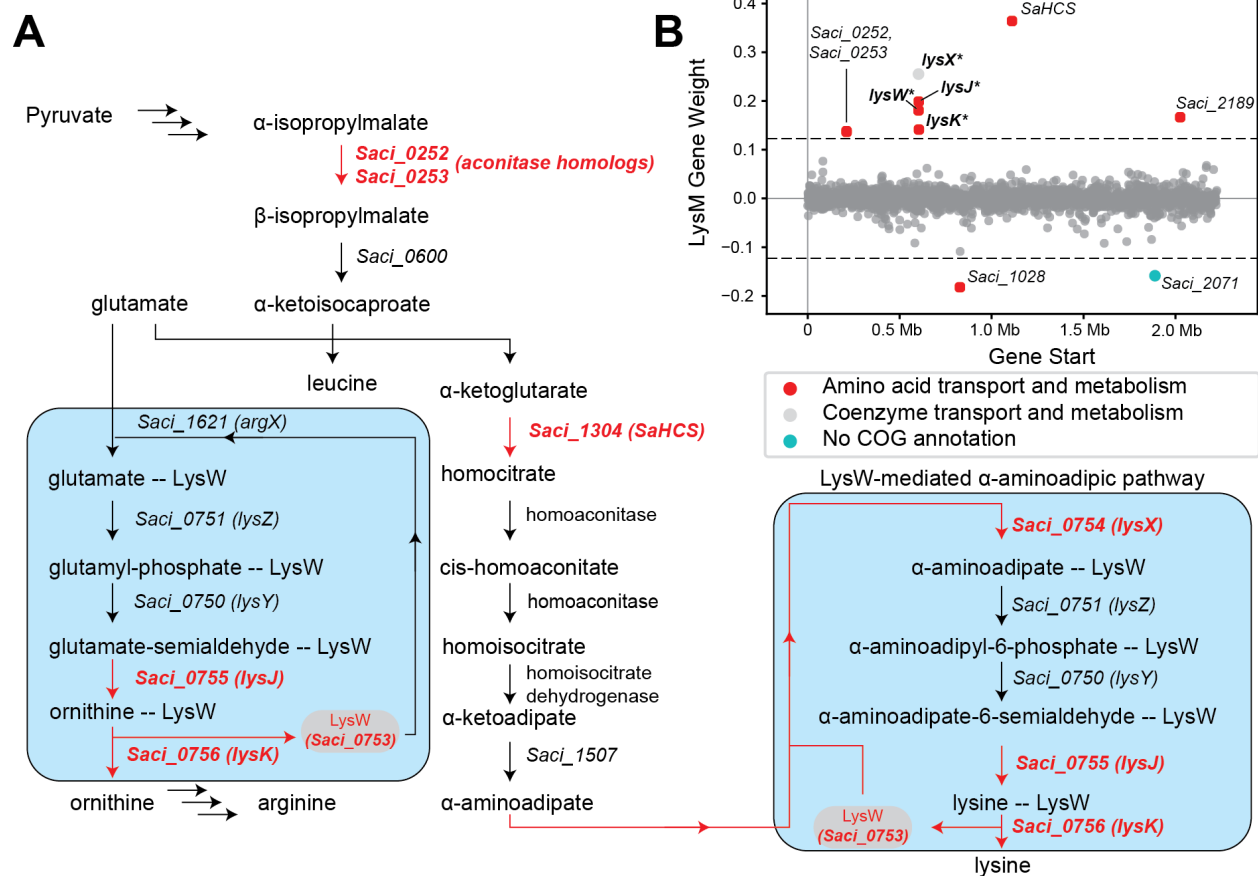 A
Pyruvate
α-isopropylmalate
Saci_0252
Saci_0253
(aconitase homologs)
β-isopropylmalate
Saci_0600
glutamate
α-ketoisocaproate
leucine
α-ketoglutarate
Saci_1304 (SaHCS)
homocitrate
homoaconitase
cis-homoaconitate
homoaconitase
homoisocitrate
homoisocitrate
dehydrogenase
α-ketoadipate
Saci_1507
α-aminoadipate
Saci_1621 (argX)
glutamate -- LysW
Saci_0751 (lysZ)
glutamyl-phosphate -- LysW
Saci_0750 (lysY)
glutamate-semialdehyde -- LysW
Saci_0755 (lysJ)
ornithine -- LysW
LysW
(Saci_0753)
Saci_0756 (lysK)
ornithine
arginine
B
LysM Gene Weight
0.4
0.3
0.2
0.1
0.0
−0.1
−0.2
SaHCS
Saci_0252,
Saci_0253
lysX*
lysW*
lysJ*
lysK*
Saci_2189
Saci_1028
Saci_2071
0
0.5 Mb
1.0 Mb
1.5 Mb
2.0 Mb
Gene Start
Amino acid transport and metabolism
Coenzyme transport and metabolism
No COG annotation
LysW-mediated α-aminoadipic pathway
Saci_0754 (lysX)
α-aminoadipate -- LysW
Saci_0751 (lysZ)
α-aminoadipyl-6-phosphate -- LysW
Saci_0750 (lysY)
α-aminoadipate-6-semialdehyde -- LysW
Saci_0755 (lysJ)
lysine -- LysW
LysW
(Saci_0753)
Saci_0756 (lysK)
lysine